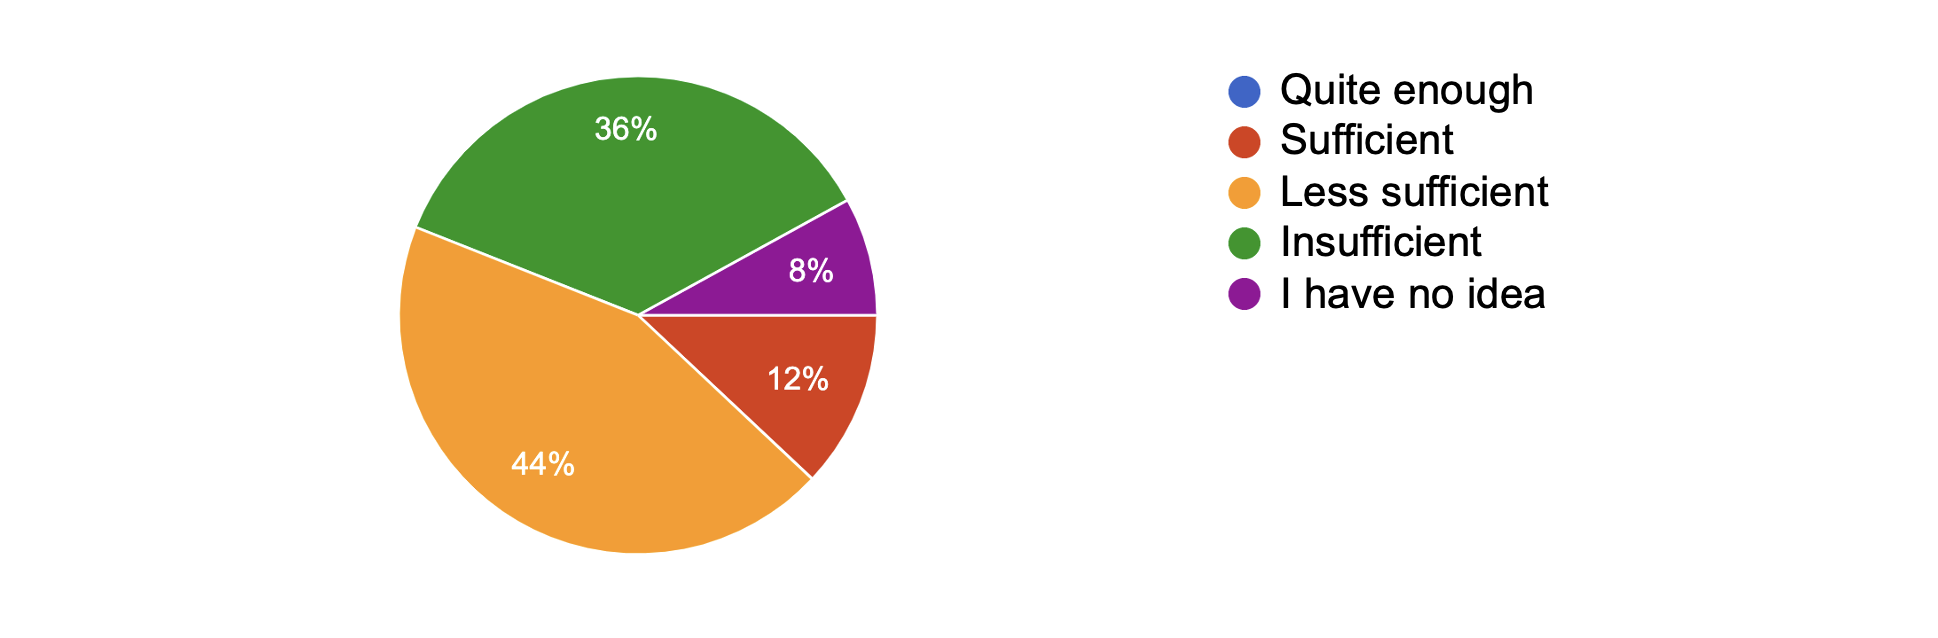 36%
8%
12%
44%
Quite enough
Sufficient
Less sufficient
Insufficient
I have no idea